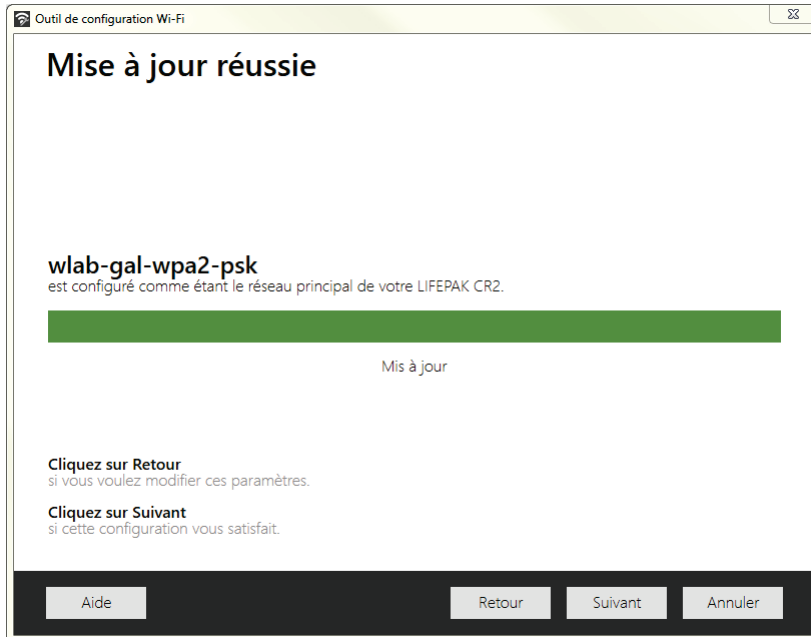 Outil de configuration Wi-Fi
Mise à jour réussie
wlab-gal-wpa2-psk
est configuré comme étant le réseau principal de votre LIFEPAK CR2.
Mis à jour
Cliquez sur Retour
si vous voulez modifier ces paramètres.
Cliquez sur Suivant
si cette configuration vous satisfait.
Aide Retour Suivant Annuler